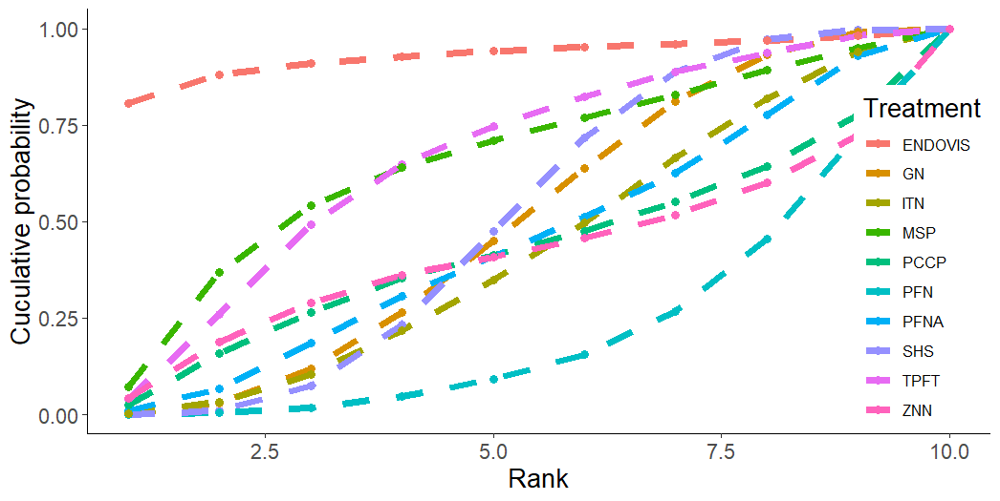 Cuculative probability
1.00
0.75
0.50
0.25
0.00
2.5
5.0
7.5
10.0
Rank
Treatment
ENDOVIS
GN
ITN
MSP
PCCP
PFN
PFNA
SHS
TPFT
ZNN